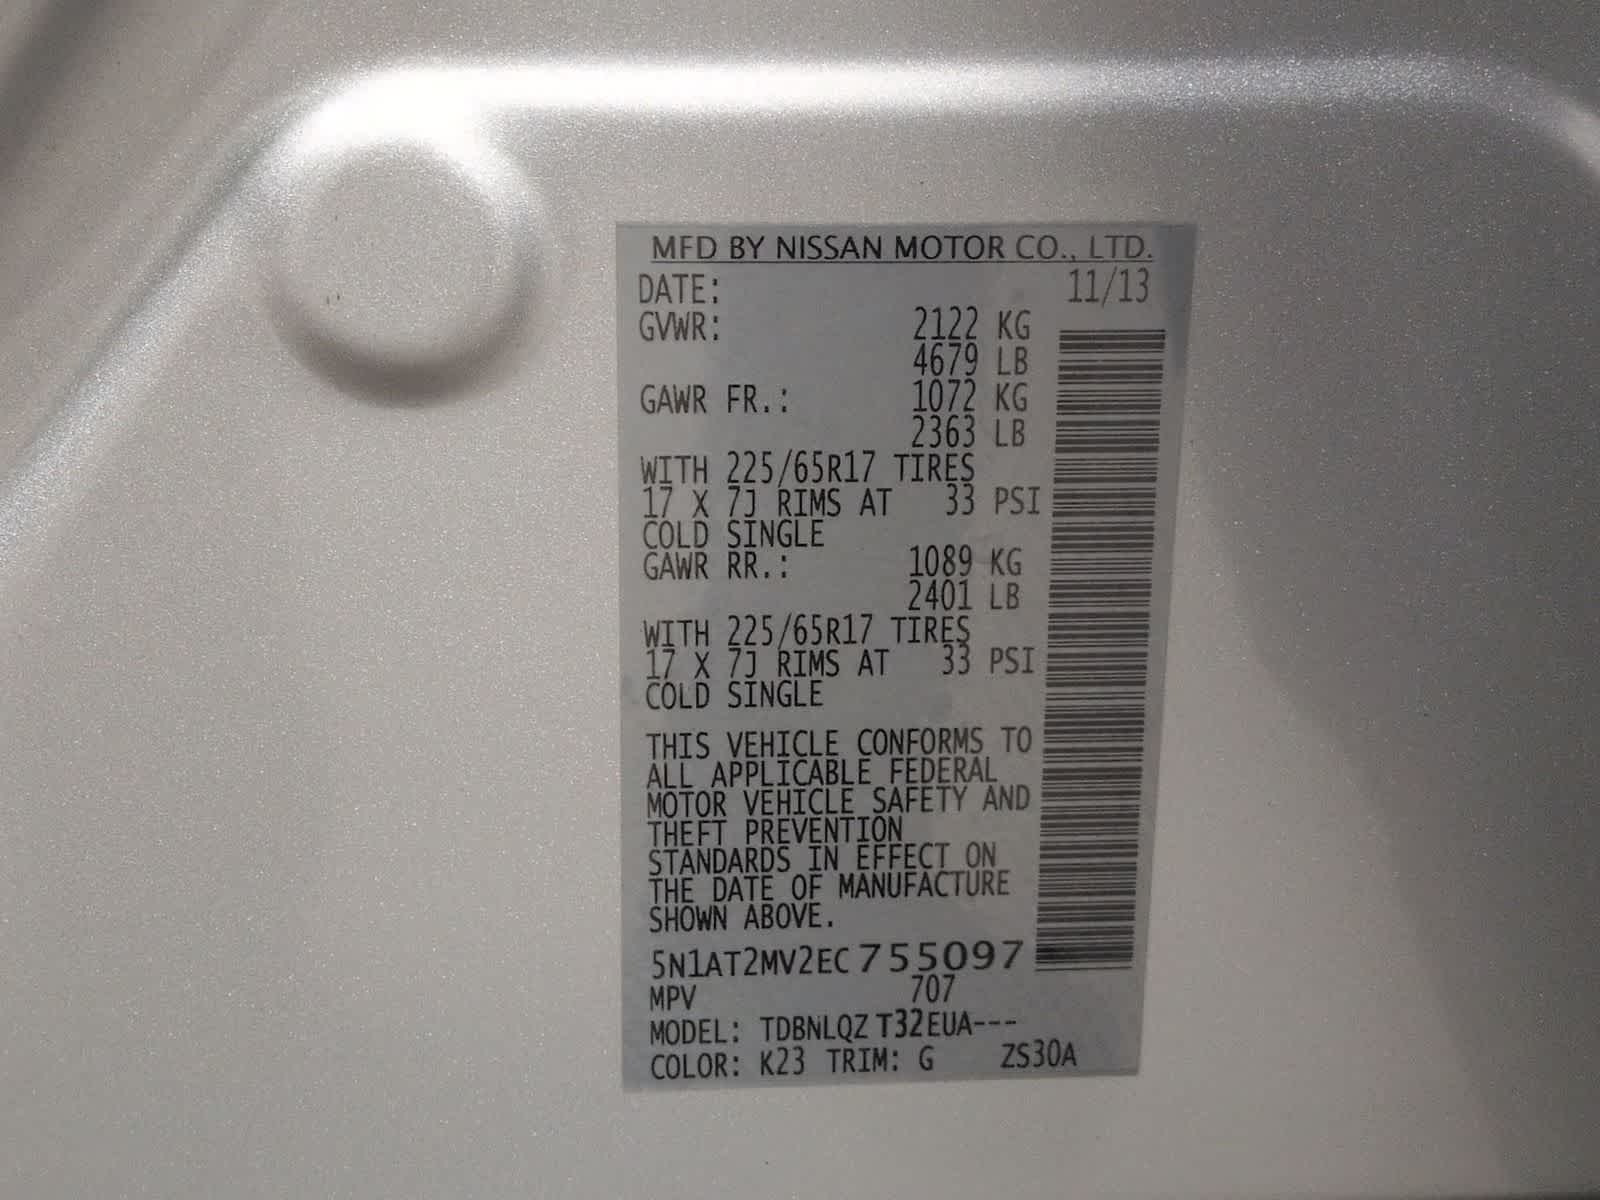 MFD BY NISSAN MOTOR CO., LTD.
DATE: 11/13
GVWR: 2122 KG
4679 LB
GAWR FR.: 1072 KG
2363 LB
WITH 225/65R17 TIRES
17 X 7J RIMS AT 33 PSI
COLD SINGLE
GAWR RR.: 1089 KG
2401 LB
WITH 225/65R17 TIRES
17 X 7J RIMS AT 33 PSI
COLD SINGLE
THIS VEHICLE CONFORMS TO
ALL APPLICABLE FEDERAL
MOTOR VEHICLE SAFETY AND
THEFT PREVENTION
STANDARDS IN EFFECT ON
THE DATE OF MANUFACTURE
SHOWN ABOVE.
5N1AT2MV2EC755097
MPV 707
MODEL: TDBNLQZ T32EUA---
COLOR: K23 TRIM: G ZS30A